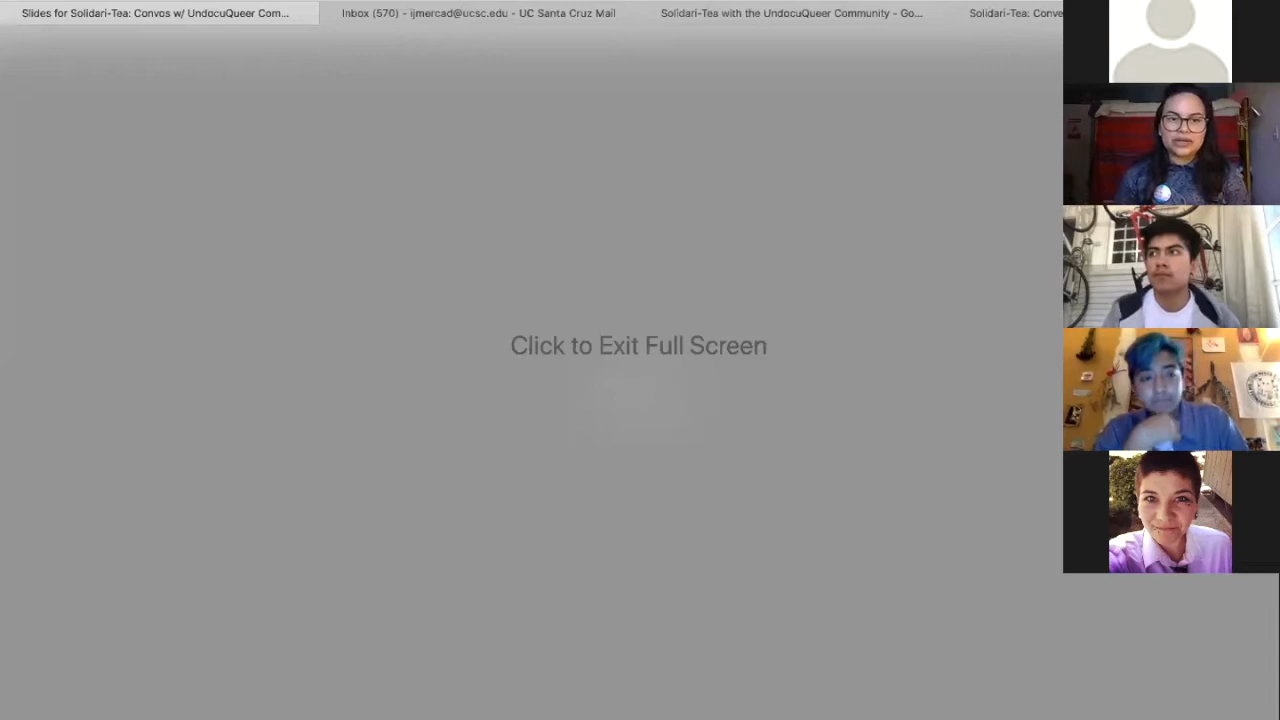 Slides for Solidari-Tea: Convos w/ UndocuQueer Com...
Inbox (570) - ijmercad@ucsc.edu - UC Santa Cruz Mail
Solidari-Tea with the UndocuQueer Community - Go...
Solidari-Tea: Conve
Click to Exit Full Screen